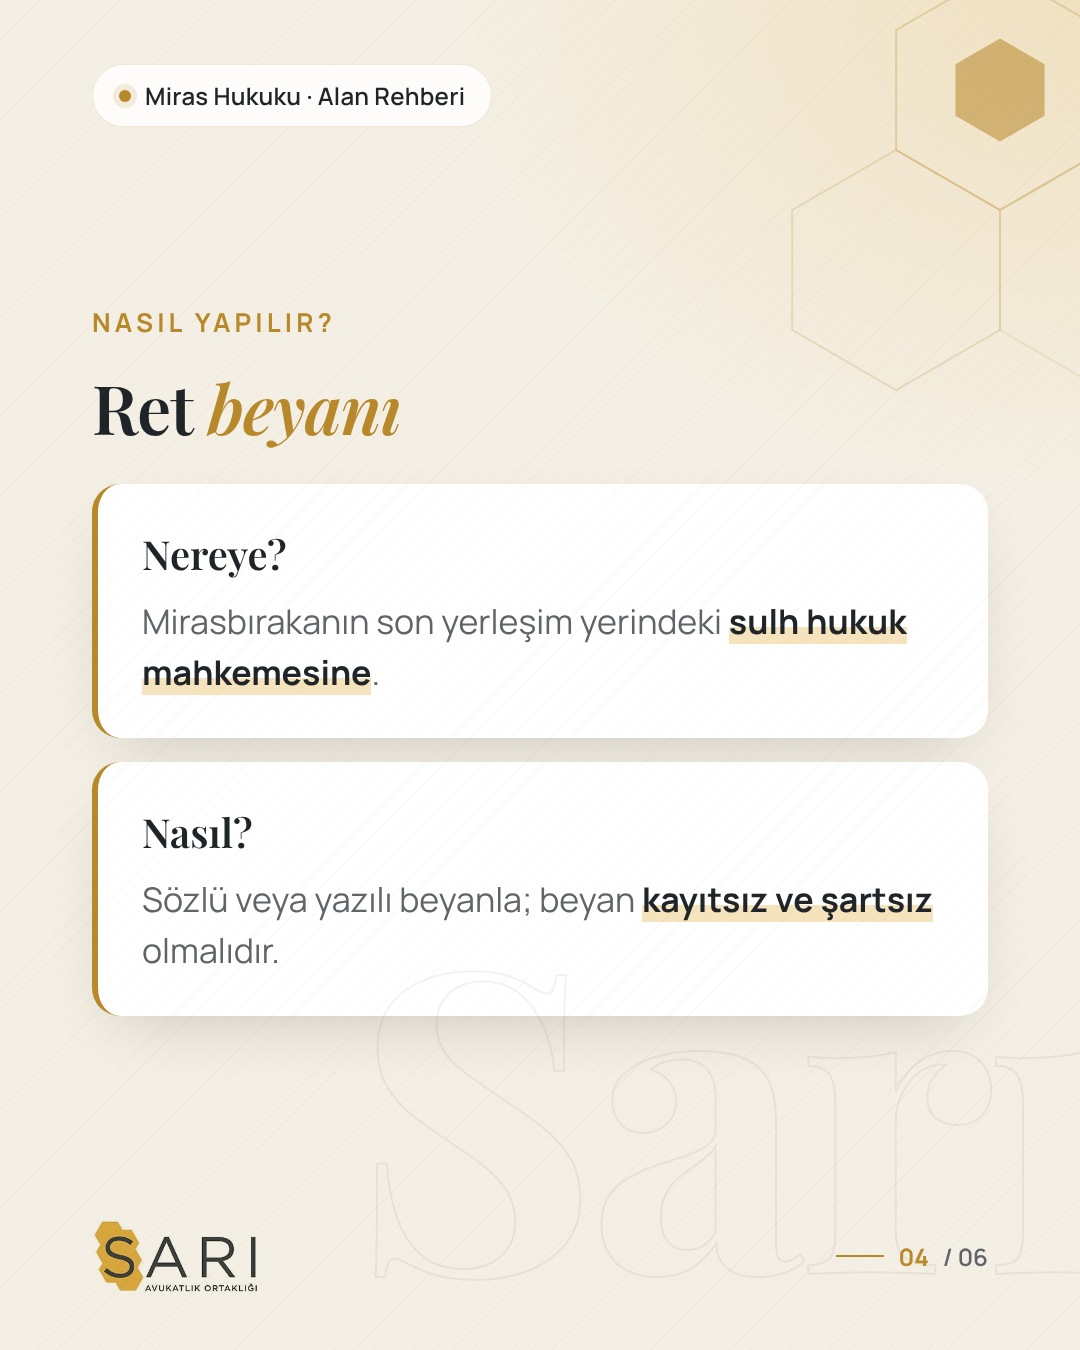 Miras Hukuku · Alan Rehberi
NASIL YAPILIR?
Ret beyanı
Nereye?
Mirasbırakanın son yerleşim yerindeki sulh hukuk
mahkemesine.
Nasıl?
Sözlü veya yazılı beyanla; beyan kayıtsız ve şartsız
olmalıdır.
Sarı
SARI
AVUKATLIK ORTAKLIĞI
04 / 06